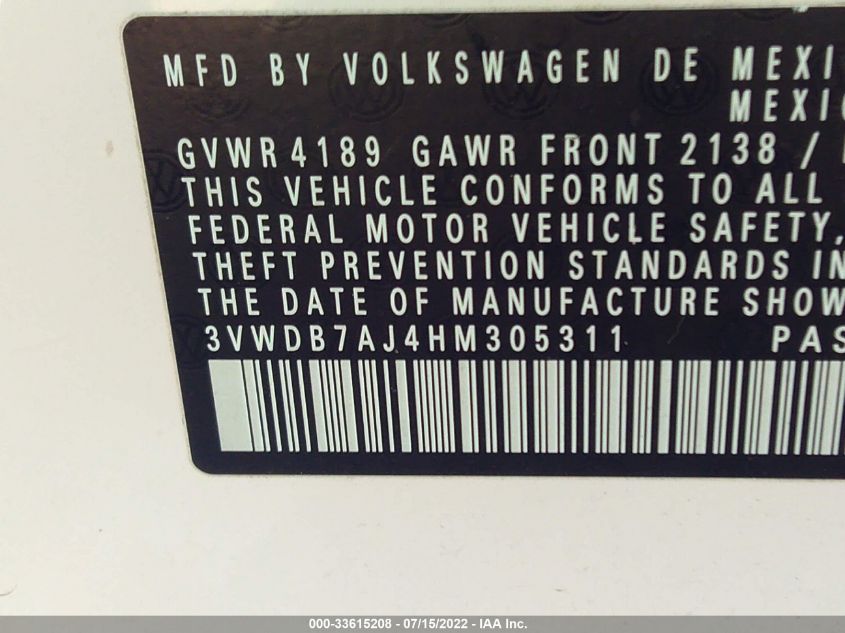 MFD BY VOLKSWAGEN DE MEXI
MEXIC
GVWR 4189 GAWR FRONT 2138 /
THIS VEHICLE CONFORMS TO ALL
FEDERAL MOTOR VEHICLE SAFETY,
THEFT PREVENTION STANDARDS IN
THE DATE OF MANUFACTURE SHOW
3VWDB7AJ4HM305311 PAS
000-33615208 - 07/15/2022 - IAA Inc.